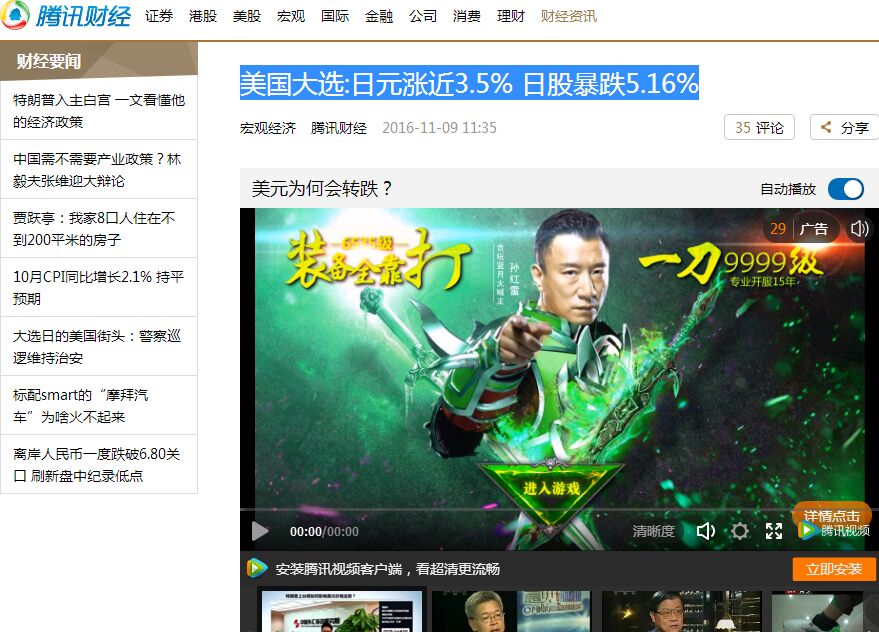 腾讯财经 证券 港股 美股 宏观 国际 金融 公司 消费 理财 财经资讯
财经要闻
特朗普入主白宫 一文看懂他
的经济政策
中国需不需要产业政策？林
毅夫张维迎大辩论
贾跃亭：我家8口人住在不
到200平米的房子
10月CPI同比增长2.1% 持平
预期
大选日的美国街头：警察巡
逻维持治安
标配smart的“摩拜汽
车”为啥火不起来
离岸人民币一度跌破6.80关
口 刷新盘中纪录低点
美国大选:日元涨近3.5% 日股暴跌5.16%
宏观经济 腾讯财经 2016-11-09 11:35 35 评论 分享
美元为何会转跌？ 自动播放
29 广告
装备全靠打
贪玩蓝月大城主
孙红雷
一刀9999级
专业开服15年
进入游戏
详情点击
00:00/00:00 清晰度 腾讯视频
安装腾讯视频客户端，看超清更流畅 立即安装